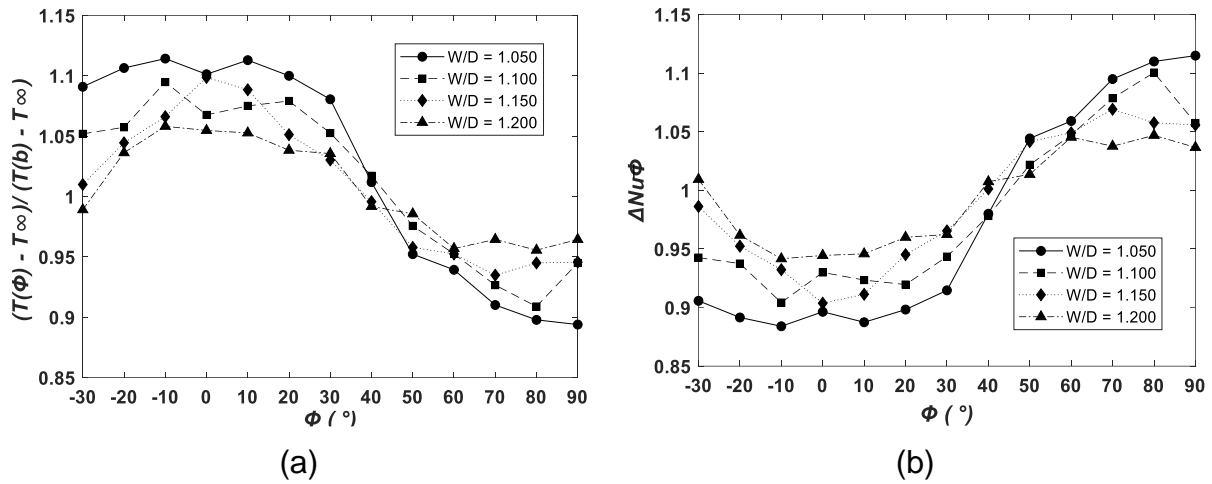 1.15
1.1
1.05
1
0.95
0.9
0.85
(T(Φ) - T∞)/ (T(b) - T∞)
W/D = 1.050
W/D = 1.100
W/D = 1.150
W/D = 1.200
-30 -20 -10 0 10 20 30 40 50 60 70 80 90
Φ ( °)
(a)
1.15
1.1
1.05
1
0.95
0.9
0.85
ΔNuΦ
W/D = 1.050
W/D = 1.100
W/D = 1.150
W/D = 1.200
-30 -20 -10 0 10 20 30 40 50 60 70 80 90
Φ ( °)
(b)